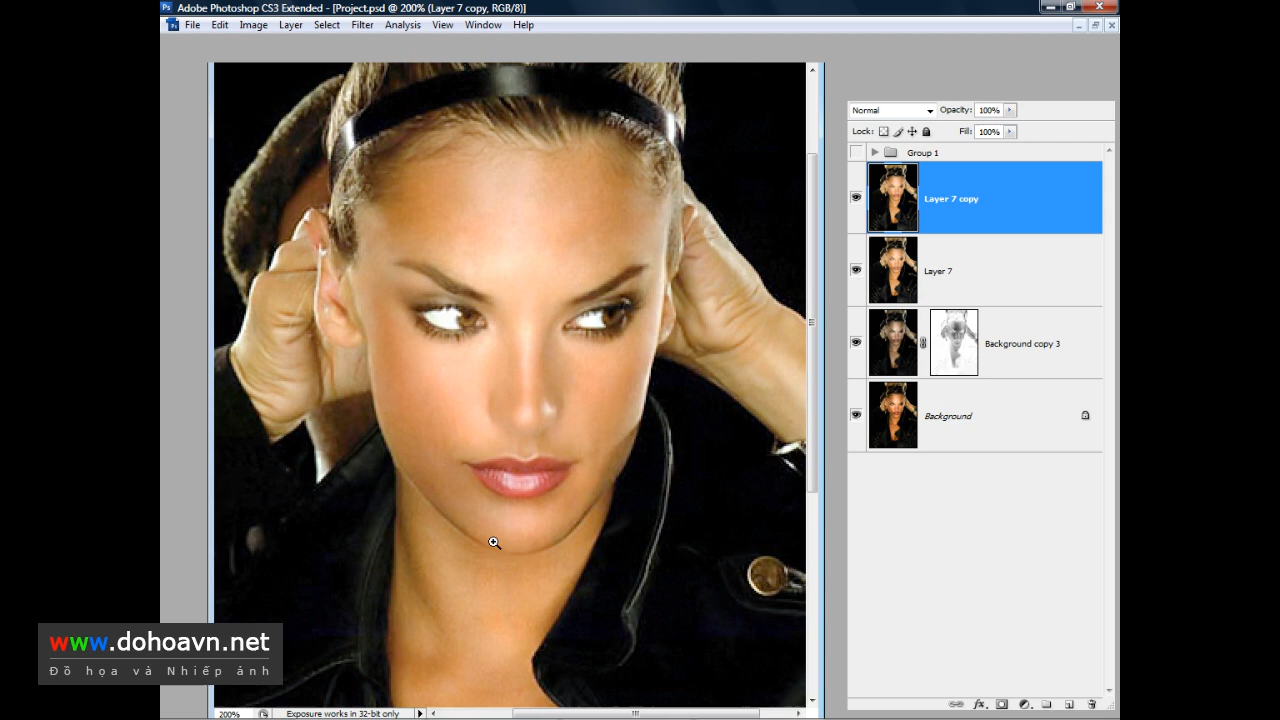 Adobe Photoshop CS3 Extended - [Project.psd @ 200% (Layer 7 copy, RGB/8)]
File Edit Image Layer Select Filter Analysis View Window Help
Normal Opacity: 100%
Lock: Fill: 100%
Group 1
Layer 7 copy
Layer 7
Background copy 3
Background
www.dohoavn.net
Đồ họa và Nhiếp ảnh
200% Exposure works in 32-bit only